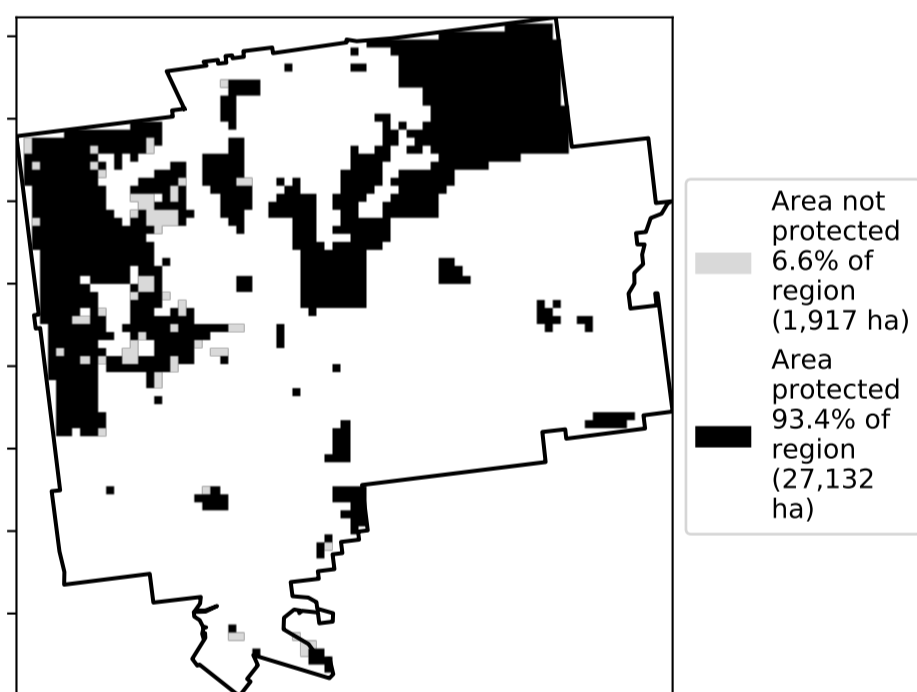 Area not
protected
6.6% of
region
(1,917 ha)
Area
protected
93.4% of
region
(27,132
ha)